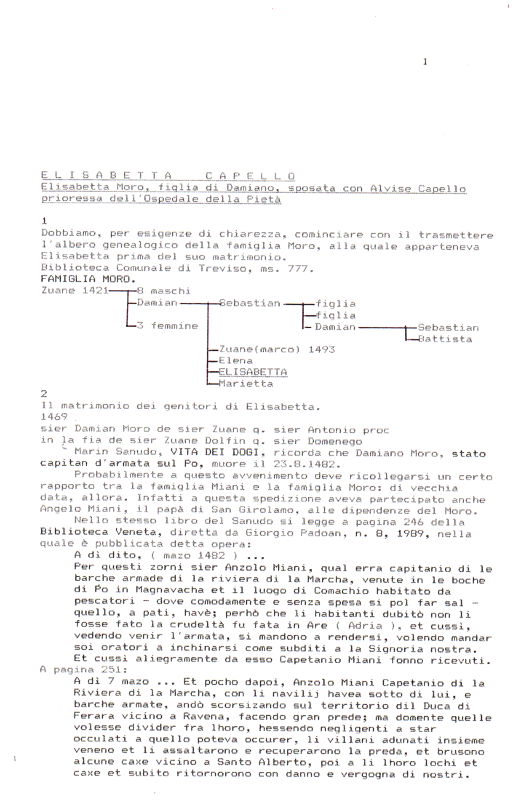 1
E L I S A B E T T A   C A P E L L O
Elisabetta Moro, figlia di Damiano, sposata con Alvise Capello
prioressa dell'Ospedale della Pietà
1
Dobbiamo, per esigenze di chiarezza, cominciare con il trasmettere
l'albero genealogico della famiglia Moro, alla quale apparteneva
Elisabetta prima del suo matrimonio.
Biblioteca Comunale di Treviso, ms. 777.
FAMIGLIA MORO.
Zuane 1421 8 maschi
Damian Sebastian figlia
figlia
3 femmine Damian Sebastian
Battista
Zuane(marco) 1493
Elena
ELISABETTA
Marietta
2
Il matrimonio dei genitori di Elisabetta.
1469
sier Damian Moro de sier Zuane q. sier Antonio proc
in la fia de sier Zuane Dolfin q. sier Domenego
Marin Sanudo, VITA DEI DOGI, ricorda che Damiano Moro, stato
capitan d'armata sul Po, muore il 23.8.1482.
Probabilmente a questo avvenimento deve ricollegarsi un certo
rapporto tra la famiglia Miani e la famiglia Moro: di vecchia
data, allora. Infatti a questa spedizione aveva partecipato anche
Angelo Miani, il papà di San Girolamo, alle dipendenze del Moro.
Nello stesso libro del Sanudo si legge a pagina 246 della
Biblioteca Veneta, diretta da Giorgio Padoan, n. 8, 1989, nella
quale è pubblicata detta opera:
A di dito, ( mazo 1482 ) ...
Per questi zorni sier Anzolo Miani, qual erra capitanio di le
barche armade di la riviera di la Marcha, venute in le boche
di Po in Magnavacha et il luogo di Comachio habitado da
pescatori - dove comodamente e senza spesa si pol far sal -
quello, a pati, havè; perhò che li habitanti dubitò non li
fosse fato la crudeltà fu fata in Are ( Adria ), et cussi,
vedendo venir l'armata, si mandono a rendersi, volendo mandar
soi oratori a inchinarsi come subditi a la Signoria nostra.
Et cussi aliegramente da esso Capetanio Miani fonno ricevuti.
A pagina 251:
A di 7 mazo ... Et pocho dapoi, Anzolo Miani Capetanio di la
Riviera di la Marcha, con li navilij havea sotto di lui, e
barche armate, andò scorsizando sul territorio dil Duca di
Ferara vicino a Ravena, facendo gran prede; ma domente quelle
volesse divider fra lhoro, hessendo negligenti a star
occulati a quello poteva occurer, li villani adunati insieme
veneno et li assaltarono e recuperarono la preda, et brusono
alcune caxe vicino a Santo Alberto, poi a li lhoro lochi et
caxe et subito ritornorono con danno e vergogna di nostri.